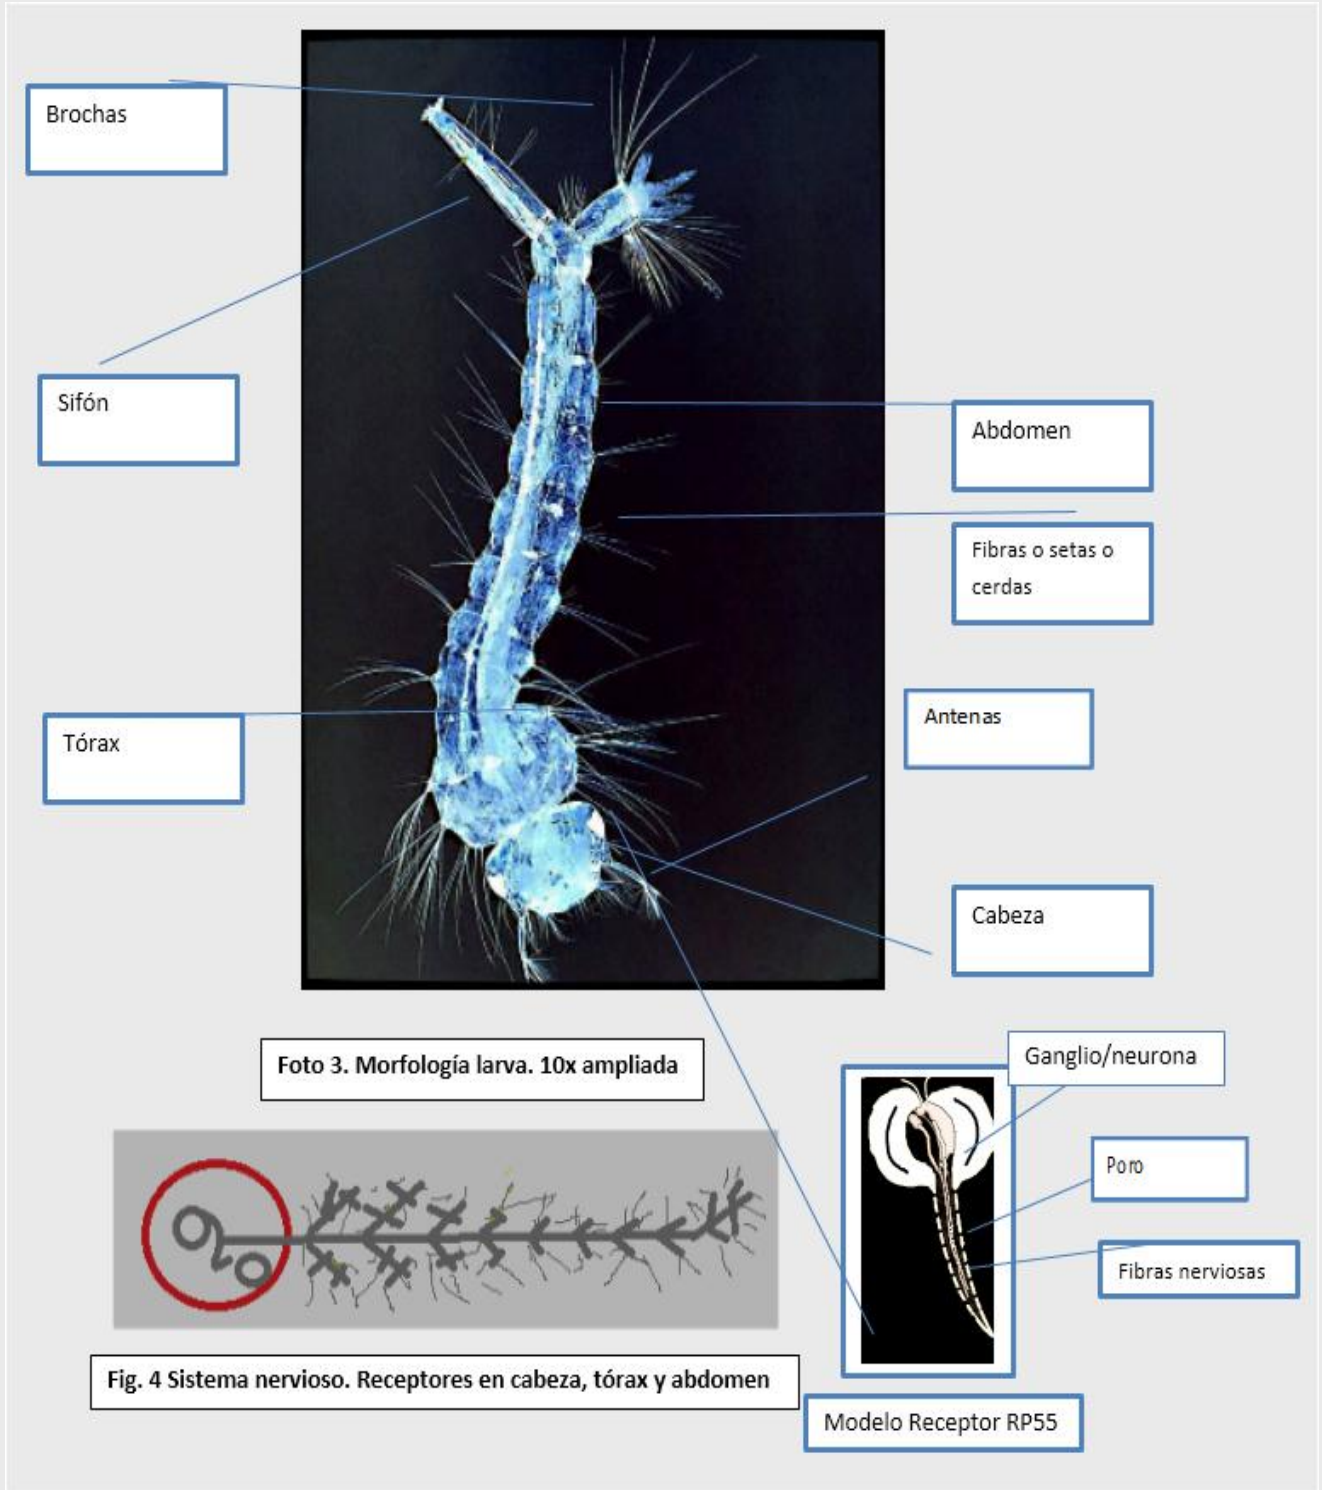 Brochas
Sifón
Abdomen
Fibras o setas o
cerdas
Antenas
Tórax
Cabeza
Foto 3. Morfología larva. 10x ampliada
Ganglio/neurona
Poro
Fibras nerviosas
Fig. 4 Sistema nervioso. Receptores en cabeza, tórax y abdomen
Modelo Receptor RP55